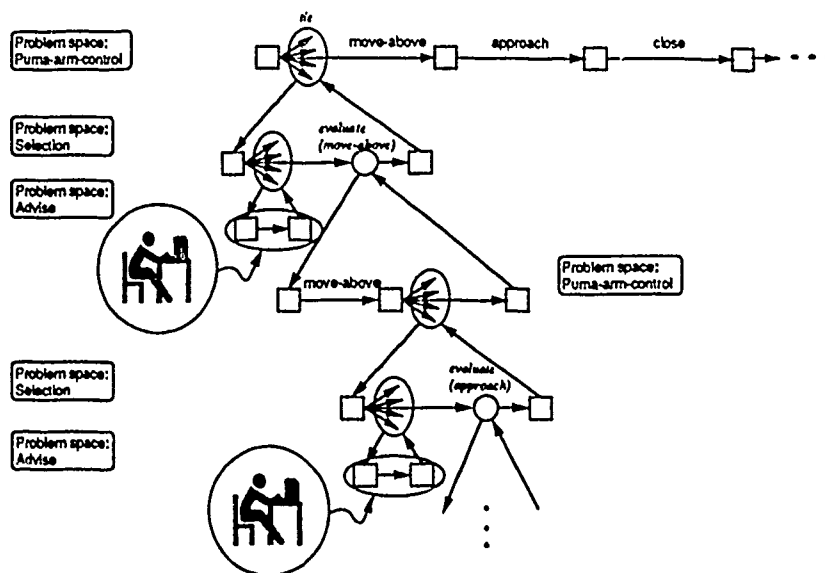 tie
Problem space:
Puma-arm-control
move-above
approach
close
Problem space:
Selection
evaluate
(move-above)
Problem space:
Advise
move-above
Problem space:
Puma-arm-control
Problem space:
Selection
evaluate
(approach)
Problem space:
Advise